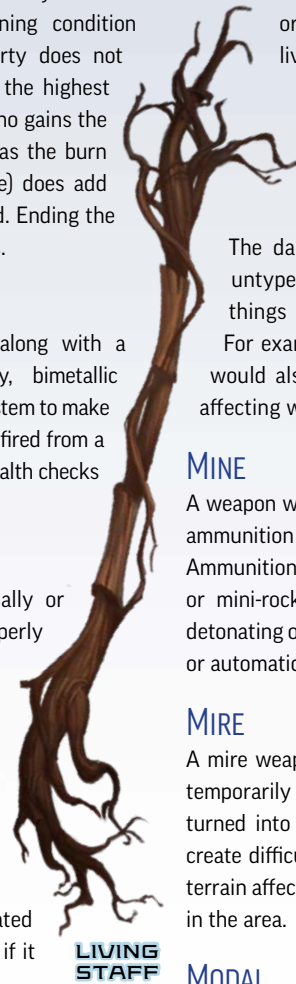 ning condition
rty does not
the highest
ho gains the
as the burn
e) does add
d. Ending the
along with a
y, bimetallic
stem to make
fired from a
alth checks
ally or
perly
ated
if it
LIVING
STAFF
or
liv
The da
untype
things
For exar
would als
affecting w
MINE
A weapon w
ammunition
Ammunition
or mini-rock
detonating o
or automatic
MIRE
A mire weap
temporarily
turned into
create difficu
terrain affec
in the area.
MODAL